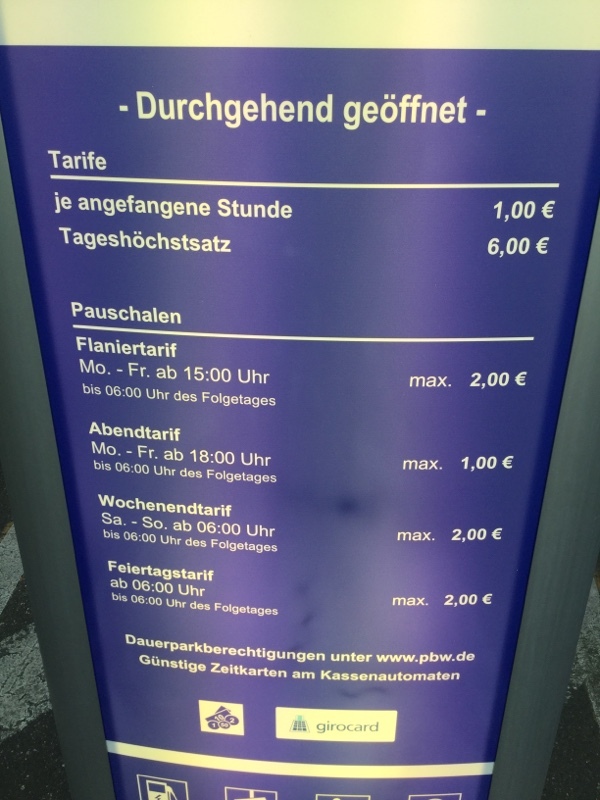 - Durchgehend geöffnet -
Tarife
je angefangene Stunde 1,00 €
Tageshöchstsatz 6,00 €
Pauschalen
Flaniertarif
Mo. - Fr. ab 15:00 Uhr max. 2,00 €
bis 06:00 Uhr des Folgetages
Abendtarif
Mo. - Fr. ab 18:00 Uhr max. 1,00 €
bis 06:00 Uhr des Folgetages
Wochenendtarif
Sa. - So. ab 06:00 Uhr max. 2,00 €
bis 06:00 Uhr des Folgetages
Feiertagstarif
ab 06:00 Uhr max. 2,00 €
bis 06:00 Uhr des Folgetages
Dauerparkberechtigungen unter www.pbw.de
Günstige Zeitkarten am Kassenautomaten
girocard